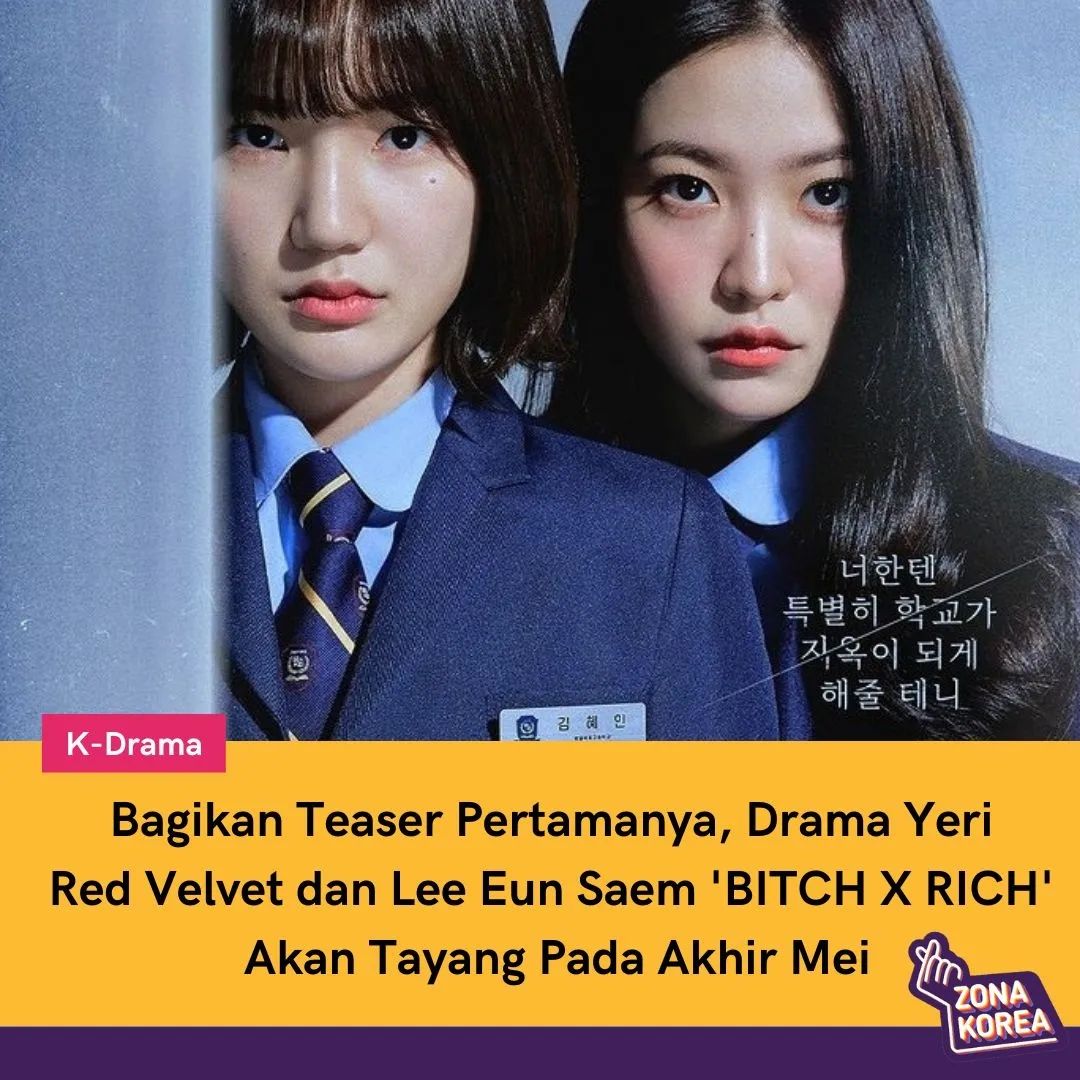 너한텐
특별히 학교가
지옥이 되게
해줄 테니
김혜인
K-Drama
Bagikan Teaser Pertamanya, Drama Yeri
Red Velvet dan Lee Eun Saem 'BITCH X RICH'
Akan Tayang Pada Akhir Mei
ZONA
KOREA